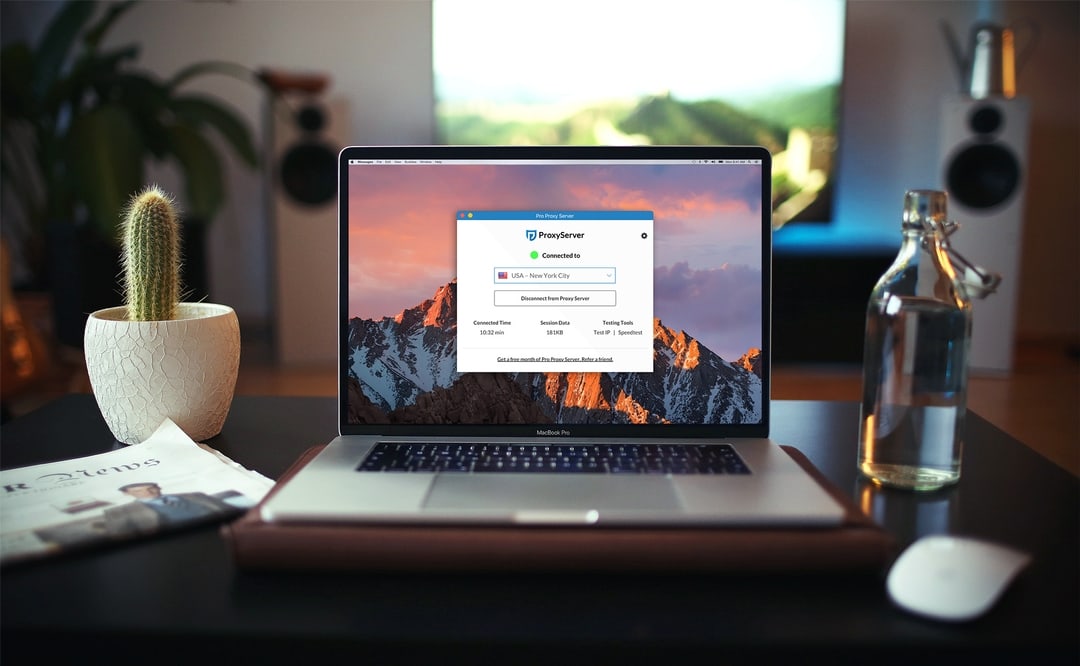 Messages File Edit View Buddies Window Help
Pro Proxy Server
ProxyServer
Connected to
USA – New York City
Disconnect from Proxy Server
Connected Time Session Data Testing Tools
10:32 min 181KB Test IP | Speedtest
Get a free month of Pro Proxy Server. Refer a friend.
MacBook Pro
News